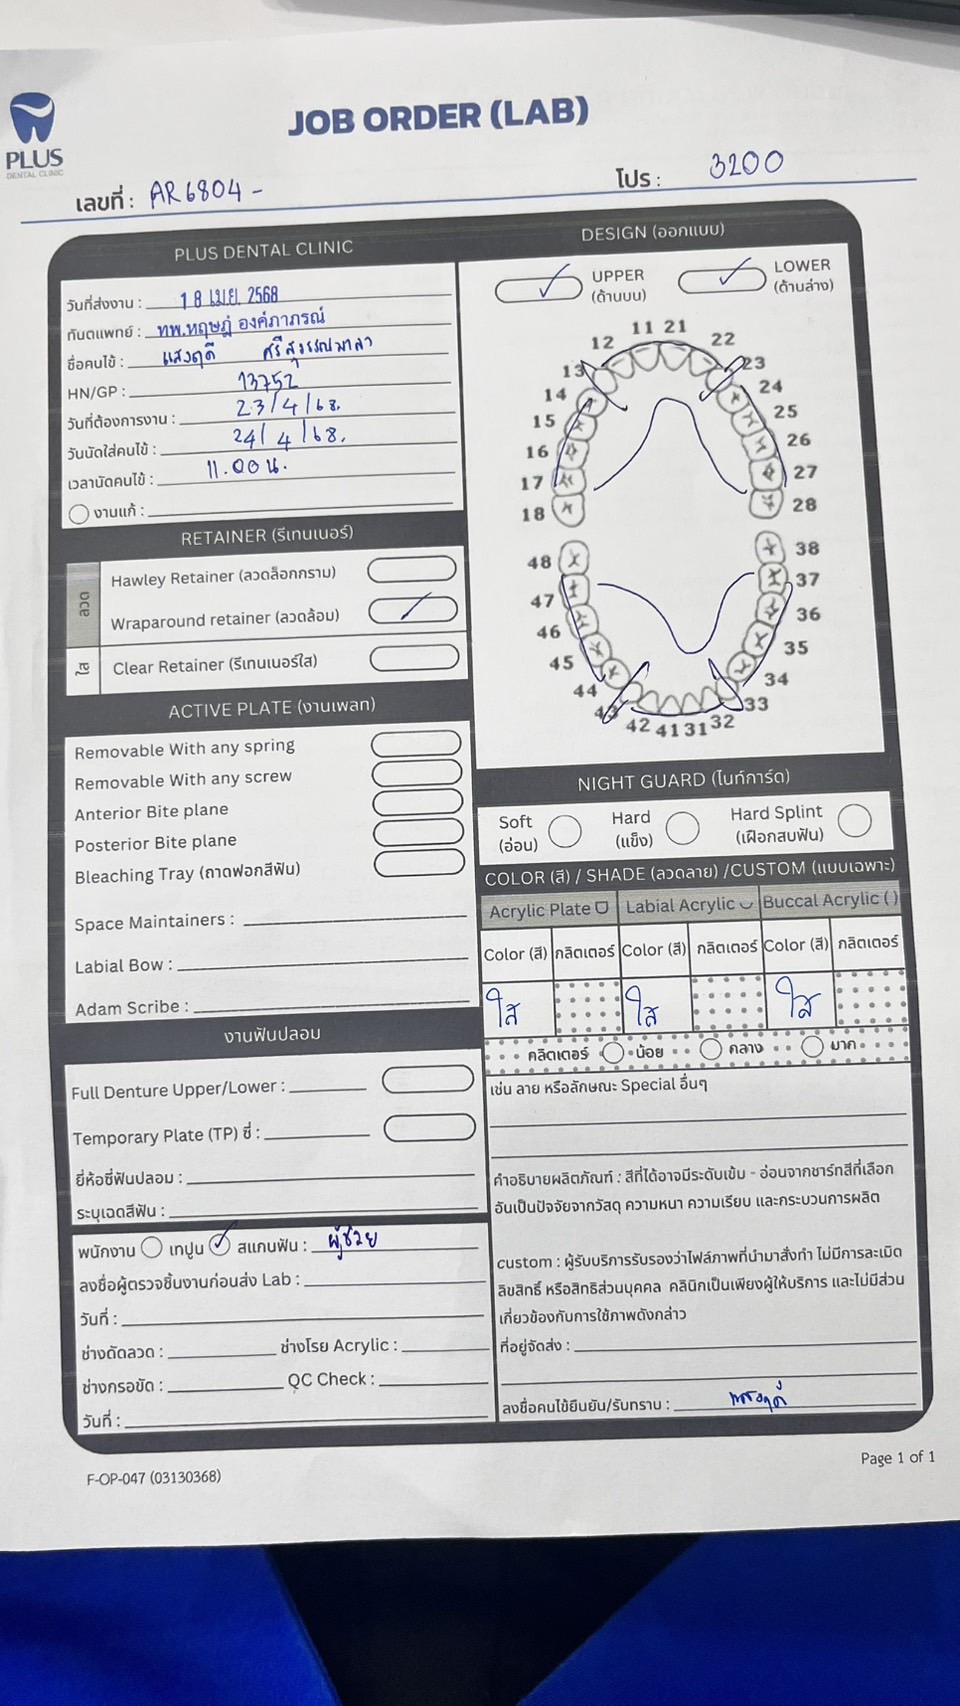 PLUS
DENTAL CLINIC
JOB ORDER (LAB)
เลขที่ : AR6804 -
โปร : 3200
PLUS DENTAL CLINIC
วันที่ส่งงาน : 18 เม.ย. 2568
ทันตแพทย์ : ทพ.หฤษฎ์ องค์ภาภรณ์
ชื่อคนไข้ : แสงฤดี ศรีสุวรรณมาลา
HN/GP : 13752
วันที่ต้องการงาน : 23/4/68.
วันนัดใส่คนไข้ : 24/4/68.
เวลานัดคนไข้ : 11.00 น.
งานแก้ :
RETAINER (รีเทนเนอร์)
ลวด
Hawley Retainer (ลวดล็อกกราม)
Wraparound retainer (ลวดล้อม)
ใส
Clear Retainer (รีเทนเนอร์ใส)
ACTIVE PLATE (งานเพลท)
Removable With any spring
Removable With any screw
Anterior Bite plane
Posterior Bite plane
Bleaching Tray (ถาดฟอกสีฟัน)
Space Maintainers :
Labial Bow :
Adam Scribe :
งานฟันปลอม
Full Denture Upper/Lower :
Temporary Plate (TP) ซี่ :
ยี่ห้อซี่ฟันปลอม :
ระบุเฉดสีฟัน :
พนักงาน เทปูน สแกนฟัน : ผู้ช่วย
ลงชื่อผู้ตรวจชิ้นงานก่อนส่ง Lab :
วันที่ :
ช่างดัดลวด : ช่างโรย Acrylic :
ช่างกรอขัด : QC Check :
วันที่ :
DESIGN (ออกแบบ)
UPPER
(ด้านบน)
LOWER
(ด้านล่าง)
11 21
12 22
13 23
14 24
15 25
16 26
17 27
18 28
48 38
47 37
46 36
45 35
44 34
43 33
42 41 31 32
NIGHT GUARD (ไนท์การ์ด)
Soft
(อ่อน)
Hard
(แข็ง)
Hard Splint
(เฝือกสบฟัน)
COLOR (สี) / SHADE (ลวดลาย) /CUSTOM (แบบเฉพาะ)
Acrylic Plate Labial Acrylic Buccal Acrylic ( )
Color (สี) กลิตเตอร์ Color (สี) กลิตเตอร์ Color (สี) กลิตเตอร์
ใส ใส ใส
กลิตเตอร์ น้อย กลาง มาก
เช่น ลาย หรือลักษณะ Special อื่นๆ
คำอธิบายผลิตภัณฑ์ : สีที่ได้อาจมีระดับเข้ม - อ่อนจากชาร์ทสีที่เลือก
อันเป็นปัจจัยจากวัสดุ ความหนา ความเรียบ และกระบวนการผลิต
custom : ผู้รับบริการรับรองว่าไฟล์ภาพที่นำมาสั่งทำ ไม่มีการละเมิด
ลิขสิทธิ์ หรือสิทธิส่วนบุคคล คลินิกเป็นเพียงผู้ให้บริการ และไม่มีส่วน
เกี่ยวข้องกับการใช้ภาพดังกล่าว
ที่อยู่จัดส่ง :
ลงชื่อคนไข้ยืนยัน/รับทราบ : แสงฤดี
F-OP-047 (03130368)
Page 1 of 1